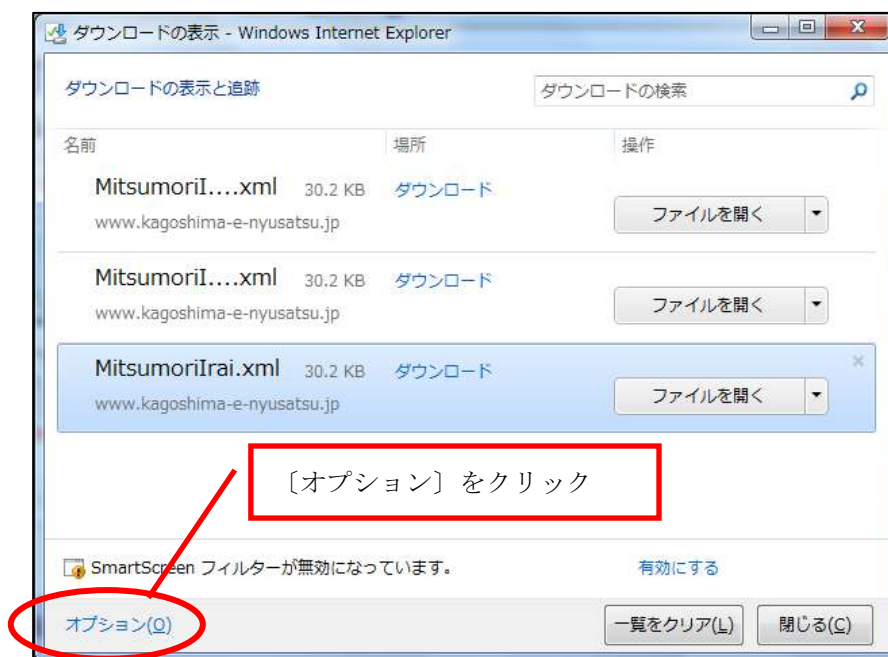 ダウンロードの表示 - Windows Internet Explorer
ダウンロードの表示と追跡 ダウンロードの検索
名前 場所 操作
MitsumoriI....xml 30.2 KB ダウンロード
www.kagoshima-e-nyusatsu.jp ファイルを開く
MitsumoriI....xml 30.2 KB ダウンロード
www.kagoshima-e-nyusatsu.jp ファイルを開く
MitsumoriIrai.xml 30.2 KB ダウンロード
www.kagoshima-e-nyusatsu.jp ファイルを開く
〔オプション〕をクリック
SmartScreen フィルターが無効になっています。 有効にする
オプション(O) 一覧をクリア(L) 閉じる(C)